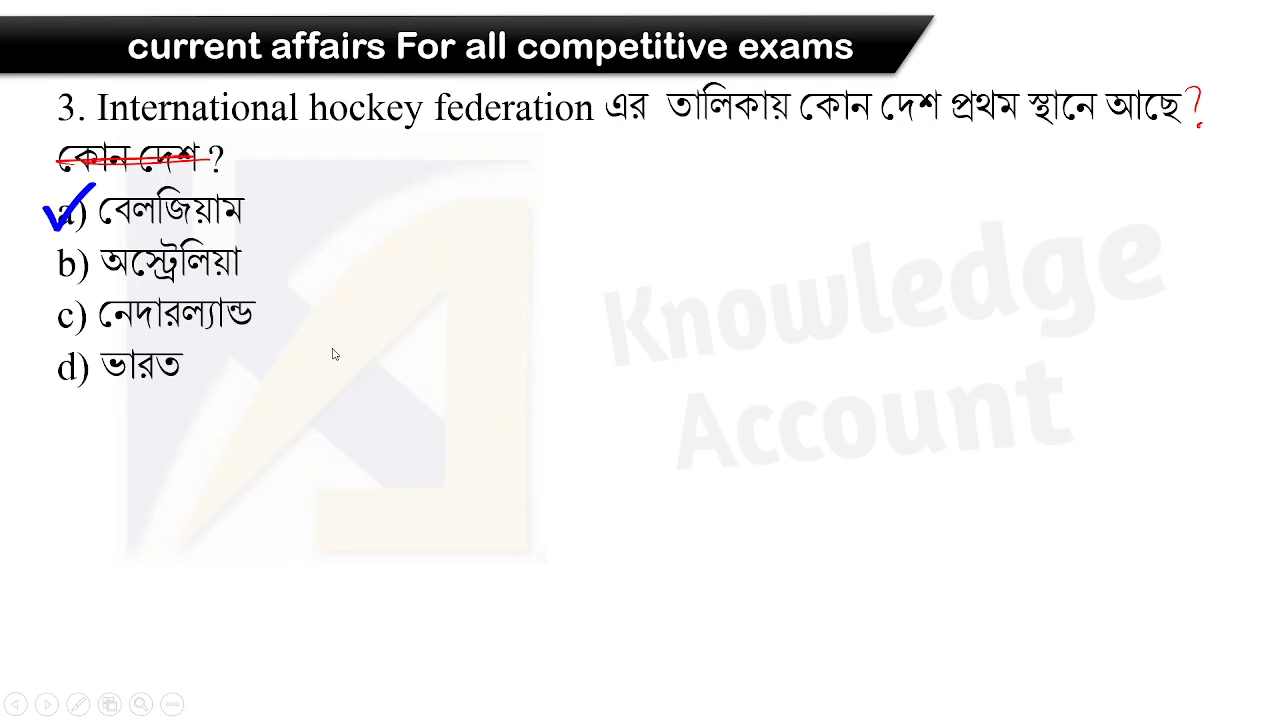 current affairs For all competitive exams
3. International hockey federation এর তালিকায় কোন দেশ প্রথম স্থানে আছে?
কোন দেশ ?
a) বেলজিয়াম
b) অস্ট্রেলিয়া
c) নেদারল্যান্ড
d) ভারত
Knowledge
Account